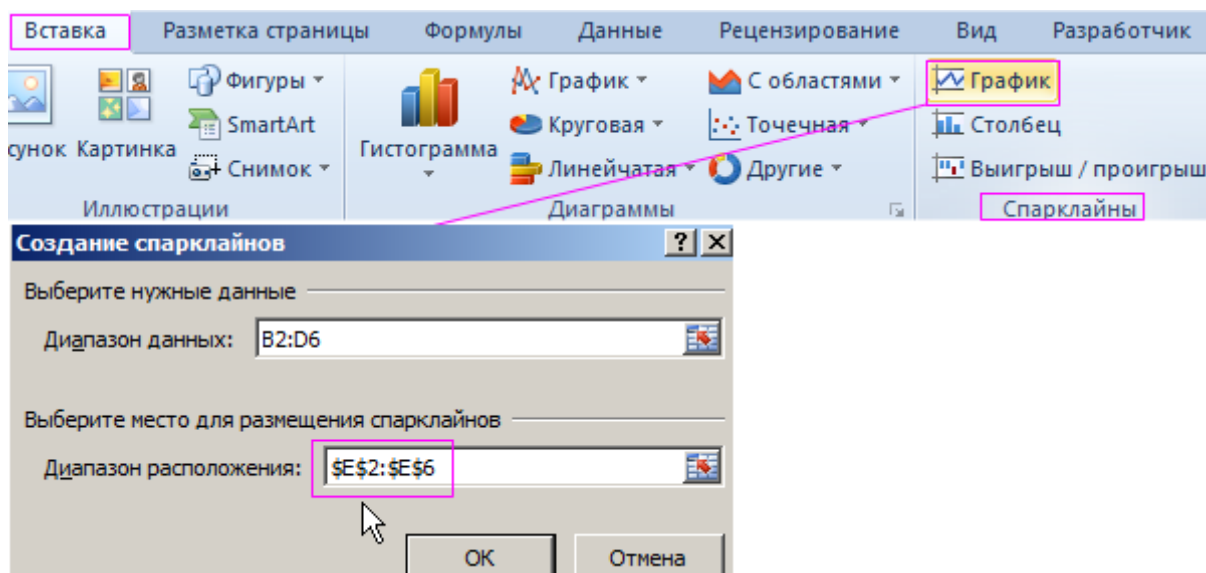 Вставка Разметка страницы Формулы Данные Рецензирование Вид Разработчик
Фигуры График С областями График
SmartArt Круговая Точечная Столбец
сунок Картинка Снимок Гистограмма Линейчатая Другие Выигрыш / проигрыш
Иллюстрации Диаграммы Спарклайны
Создание спарклайнов
Выберите нужные данные
Диапазон данных: B2:D6
Выберите место для размещения спарклайнов
Диапазон расположения: $E$2:$E$6
ОК Отмена